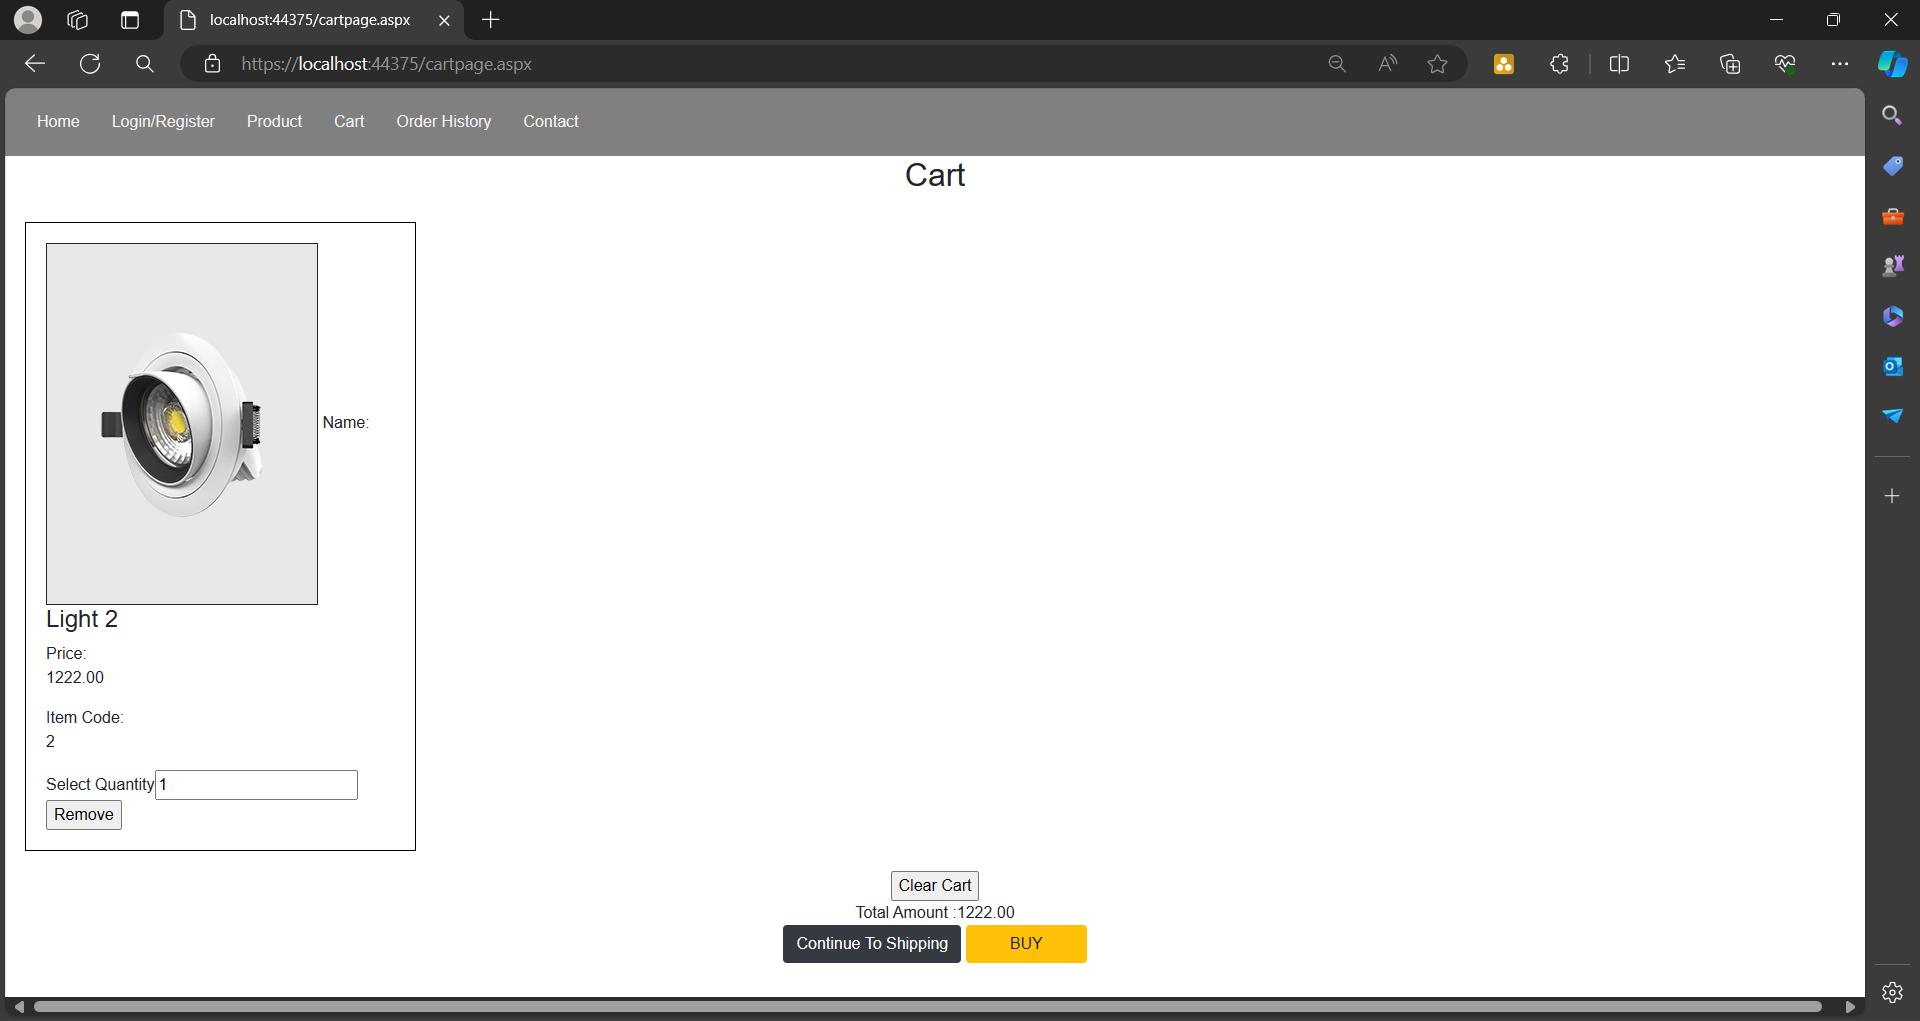 localhost:44375/cartpage.aspx
https://localhost:44375/cartpage.aspx
Home Login/Register Product Cart Order History Contact
Cart
Name:
Light 2
Price:
1222.00
Item Code:
2
Select Quantity 1
Remove
Clear Cart
Total Amount :1222.00
Continue To Shipping BUY